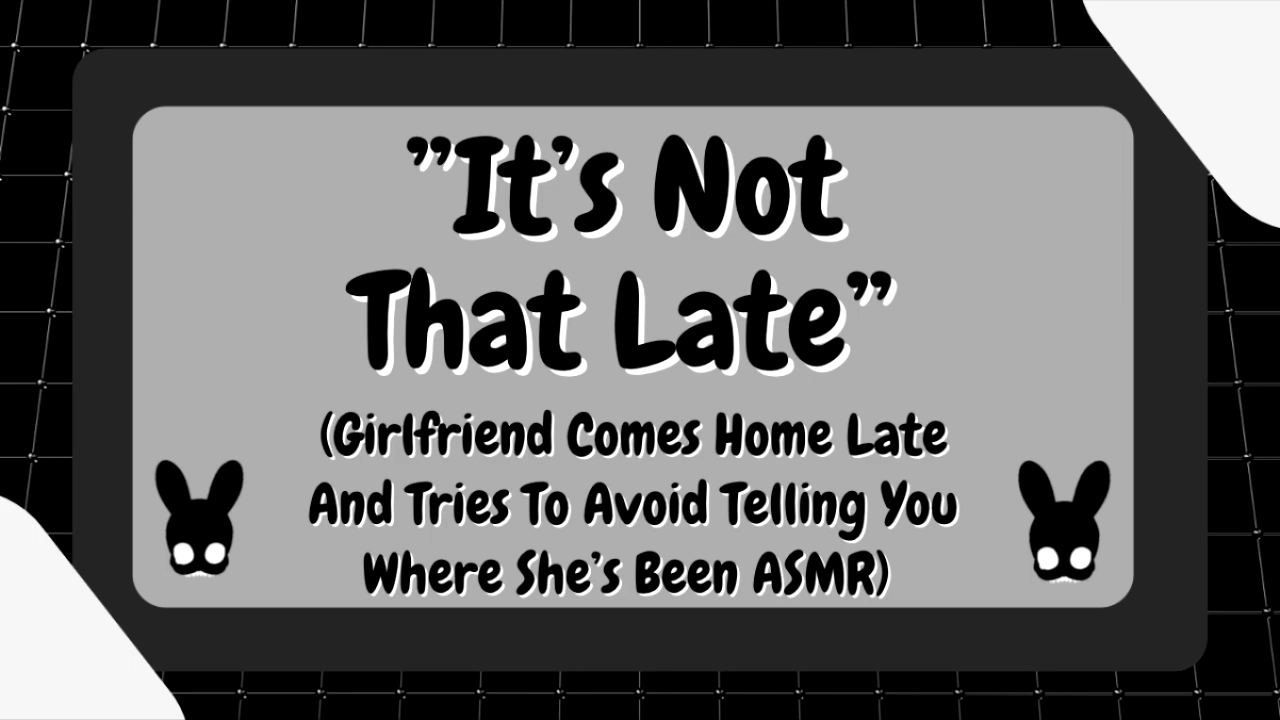 ”It’s Not
That Late”
(Girlfriend Comes Home Late
And Tries To Avoid Telling You
Where She’s Been ASMR)